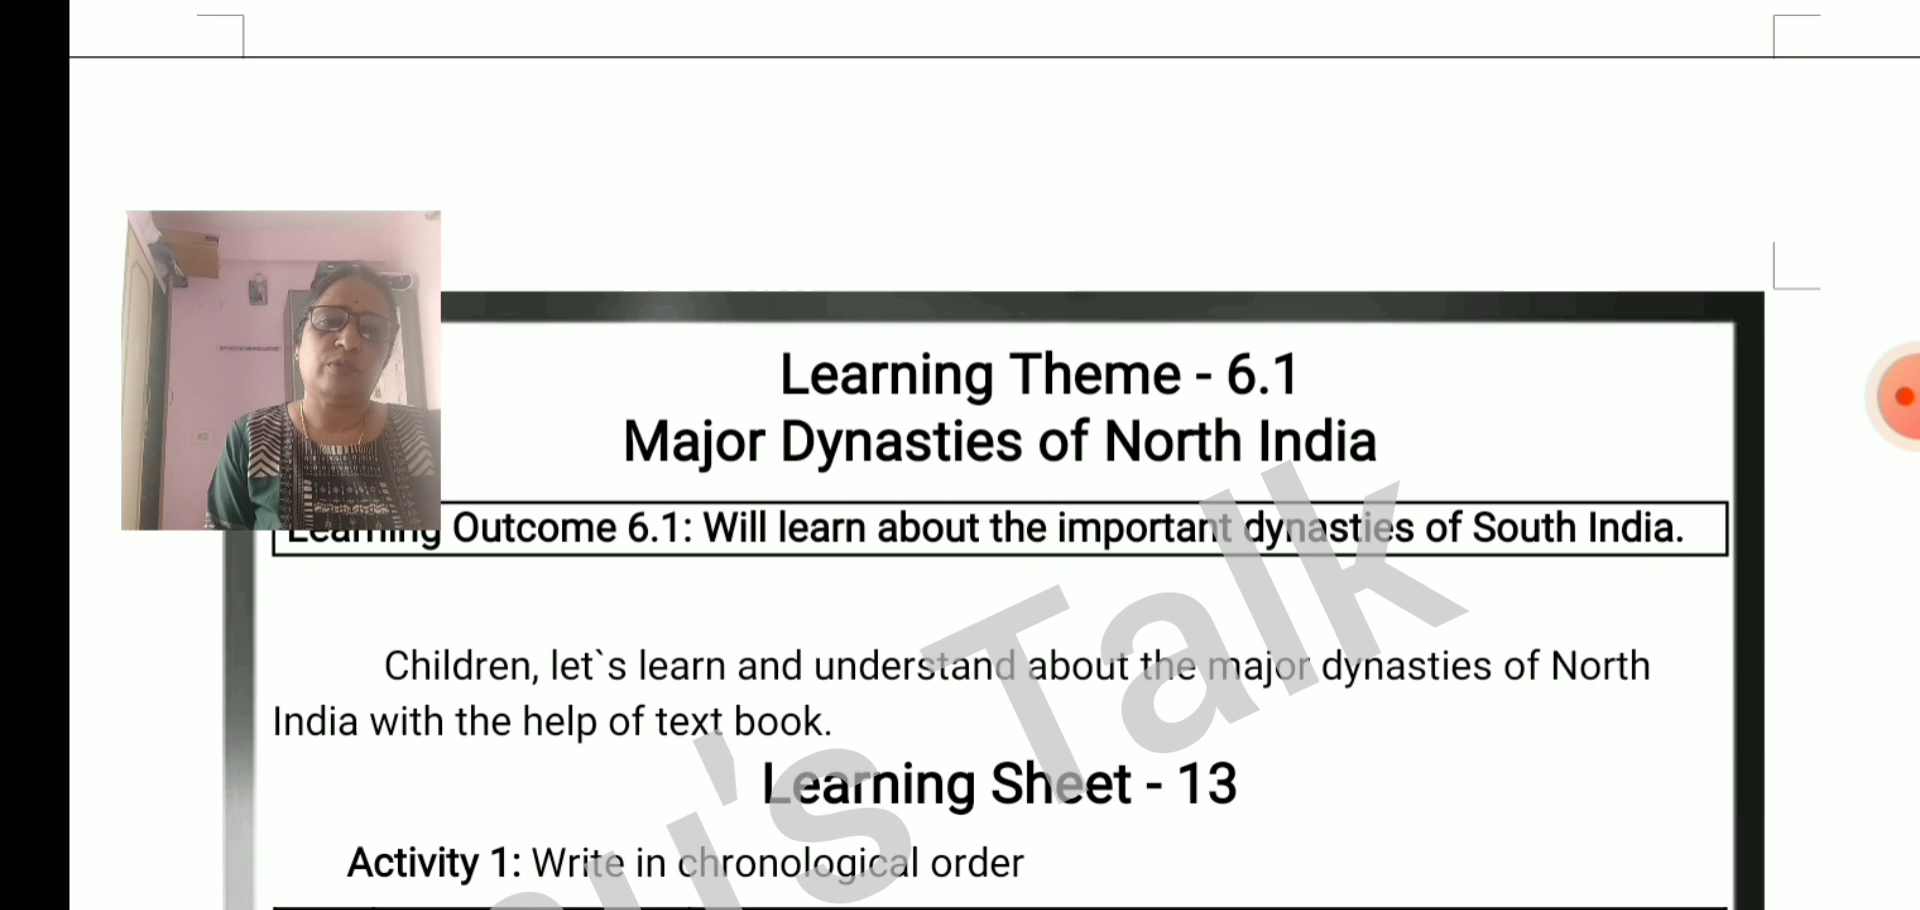 Learning Theme - 6.1
Major Dynasties of North India
Learning Outcome 6.1: Will learn about the important dynasties of South India.
Children, let`s learn and understand about the major dynasties of North
India with the help of text book.
Learning Sheet - 13
Activity 1: Write in chronological order
's Talk